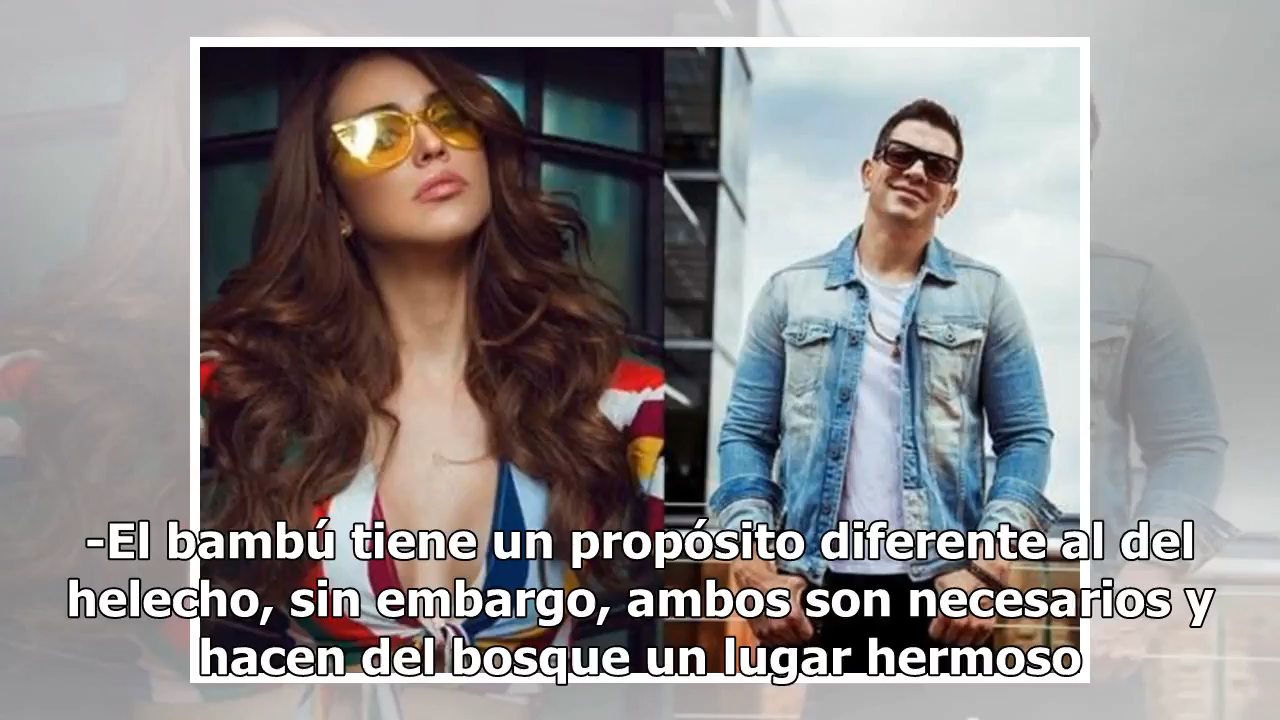 -El bambú tiene un propósito diferente al del
helecho, sin embargo, ambos son necesarios y
hacen del bosque un lugar hermoso